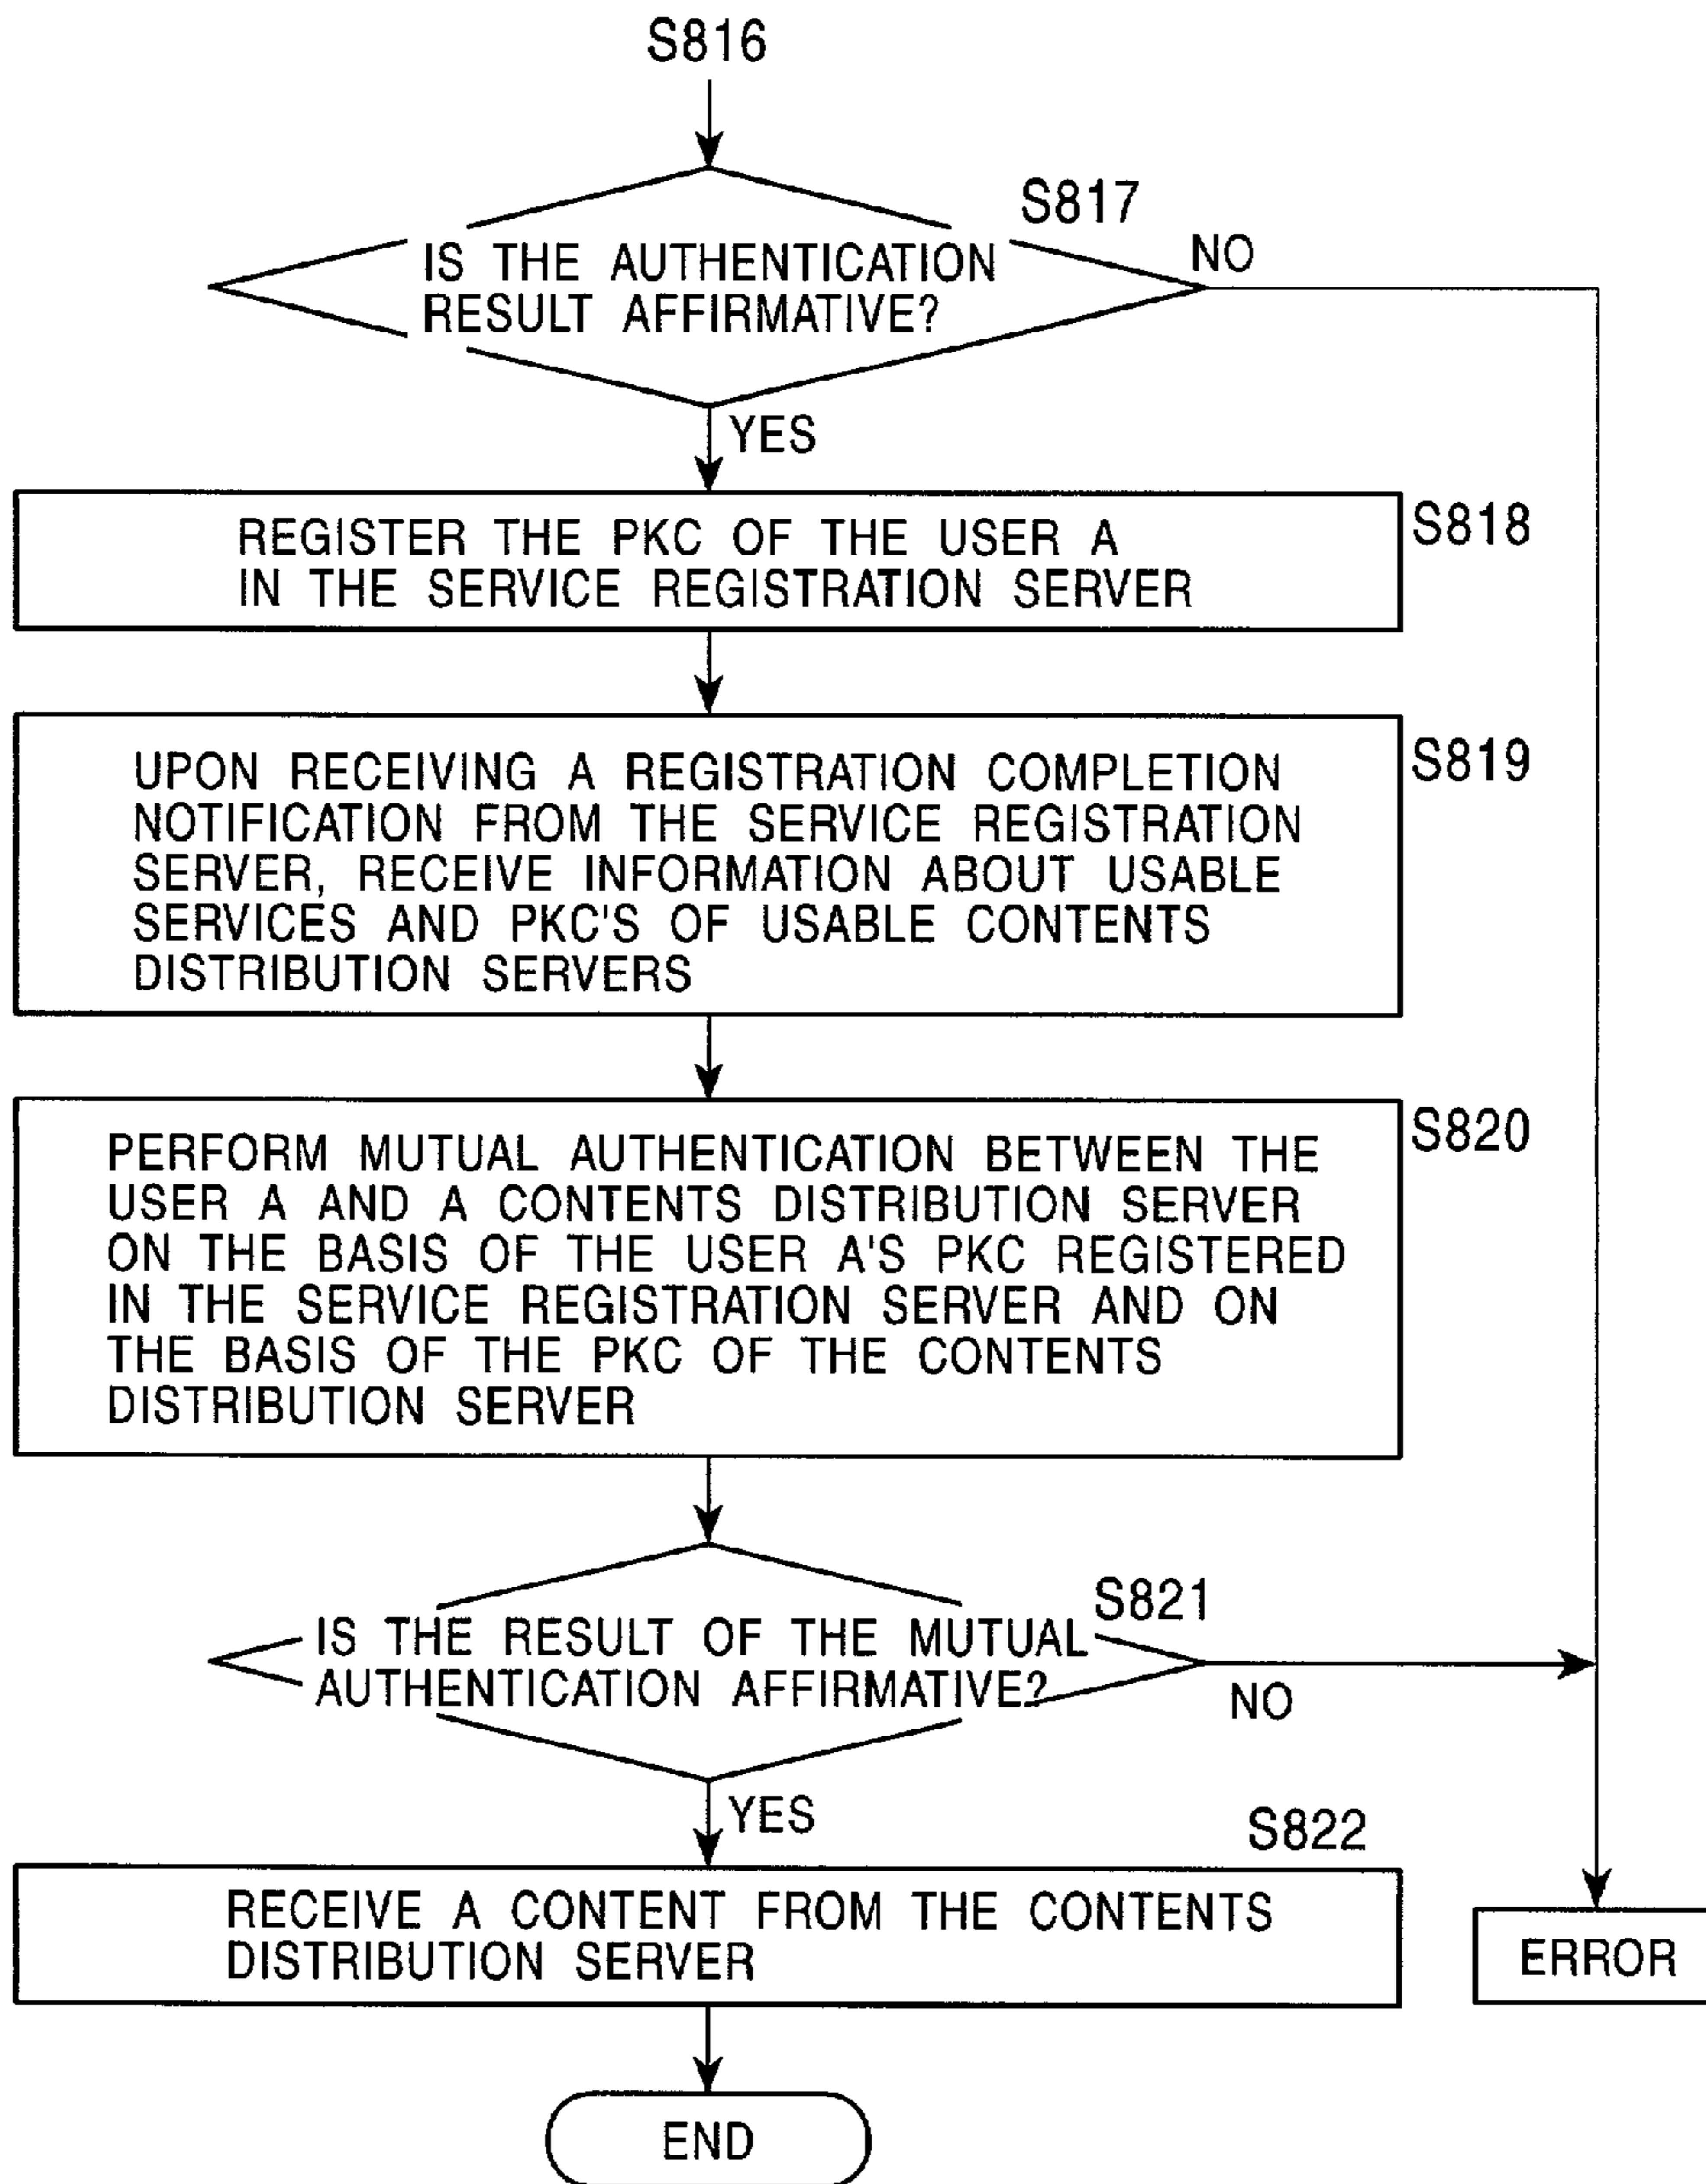 S816
S817
IS THE AUTHENTICATION
RESULT AFFIRMATIVE?
NO
YES
S818
REGISTER THE PKC OF THE USER A
IN THE SERVICE REGISTRATION SERVER
S819
UPON RECEIVING A REGISTRATION COMPLETION
NOTIFICATION FROM THE SERVICE REGISTRATION
SERVER, RECEIVE INFORMATION ABOUT USABLE
SERVICES AND PKC'S OF USABLE CONTENTS
DISTRIBUTION SERVERS
S820
PERFORM MUTUAL AUTHENTICATION BETWEEN THE
USER A AND A CONTENTS DISTRIBUTION SERVER
ON THE BASIS OF THE USER A'S PKC REGISTERED
IN THE SERVICE REGISTRATION SERVER AND ON
THE BASIS OF THE PKC OF THE CONTENTS
DISTRIBUTION SERVER
S821
IS THE RESULT OF THE MUTUAL
AUTHENTICATION AFFIRMATIVE?
NO
YES
S822
RECEIVE A CONTENT FROM THE CONTENTS
DISTRIBUTION SERVER
ERROR
END